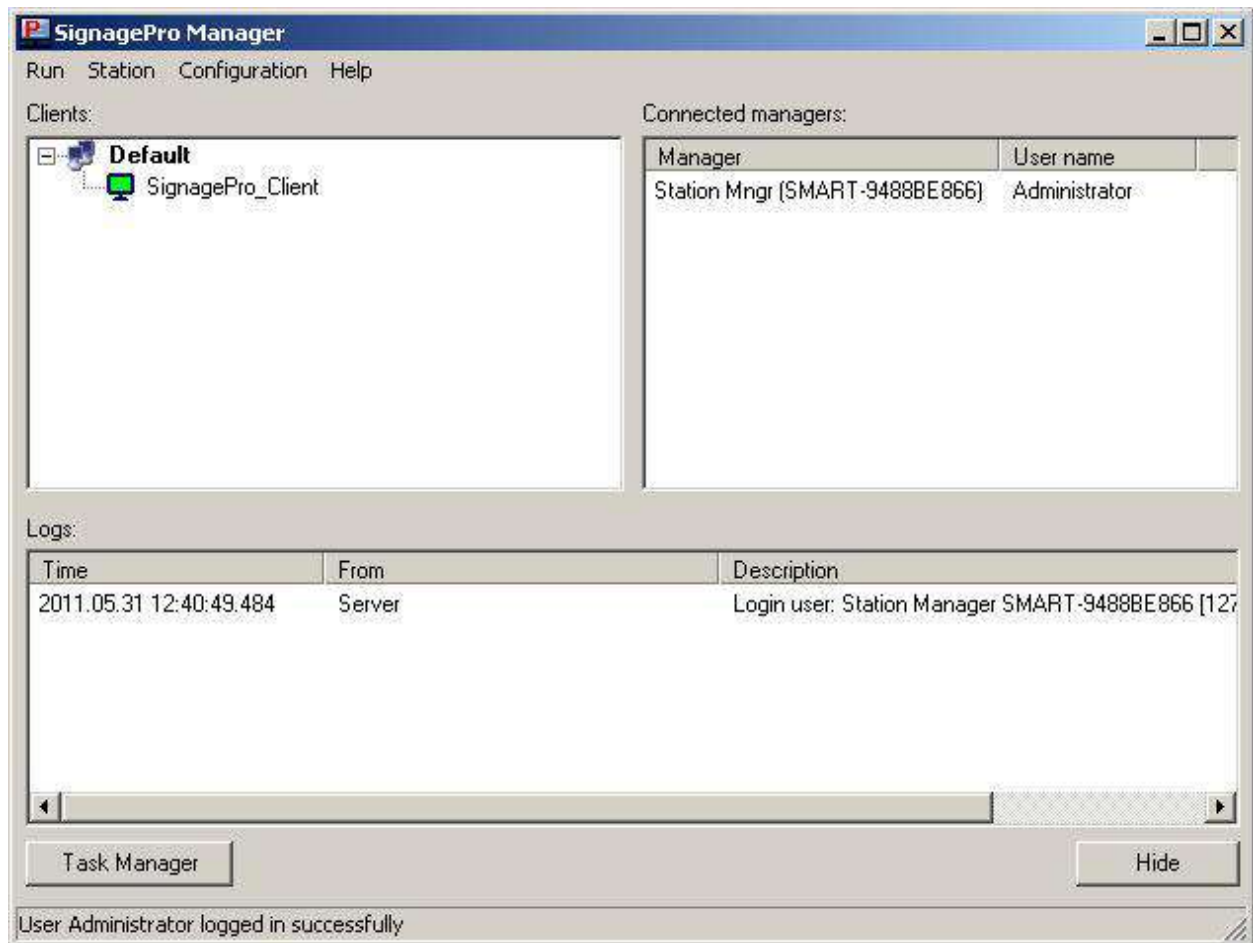 SignagePro Manager
Run Station Configuration Help
Clients:
Default
SignagePro_Client
Connected managers:
Manager User name
Station Mngr (SMART-9488BE866) Administrator
Logs:
Time From Description
2011.05.31 12:40:49.484 Server Login user: Station Manager SMART-9488BE866 [127
Task Manager Hide
User Administrator logged in successfully